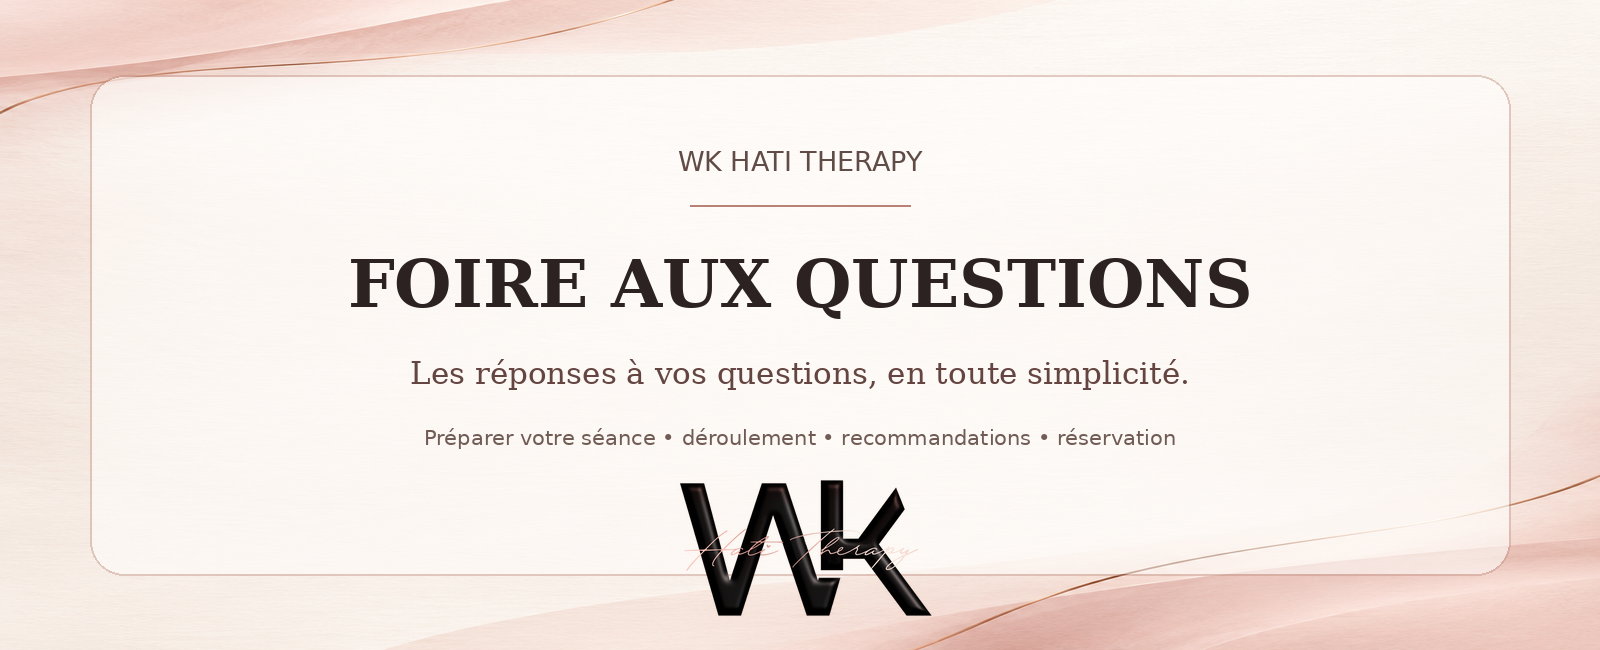 WK HATI THERAPY
FOIRE AUX QUESTIONS
Les réponses à vos questions, en toute simplicité.
Préparer votre séance • déroulement • recommandations • réservation
WK
Hati Therapy